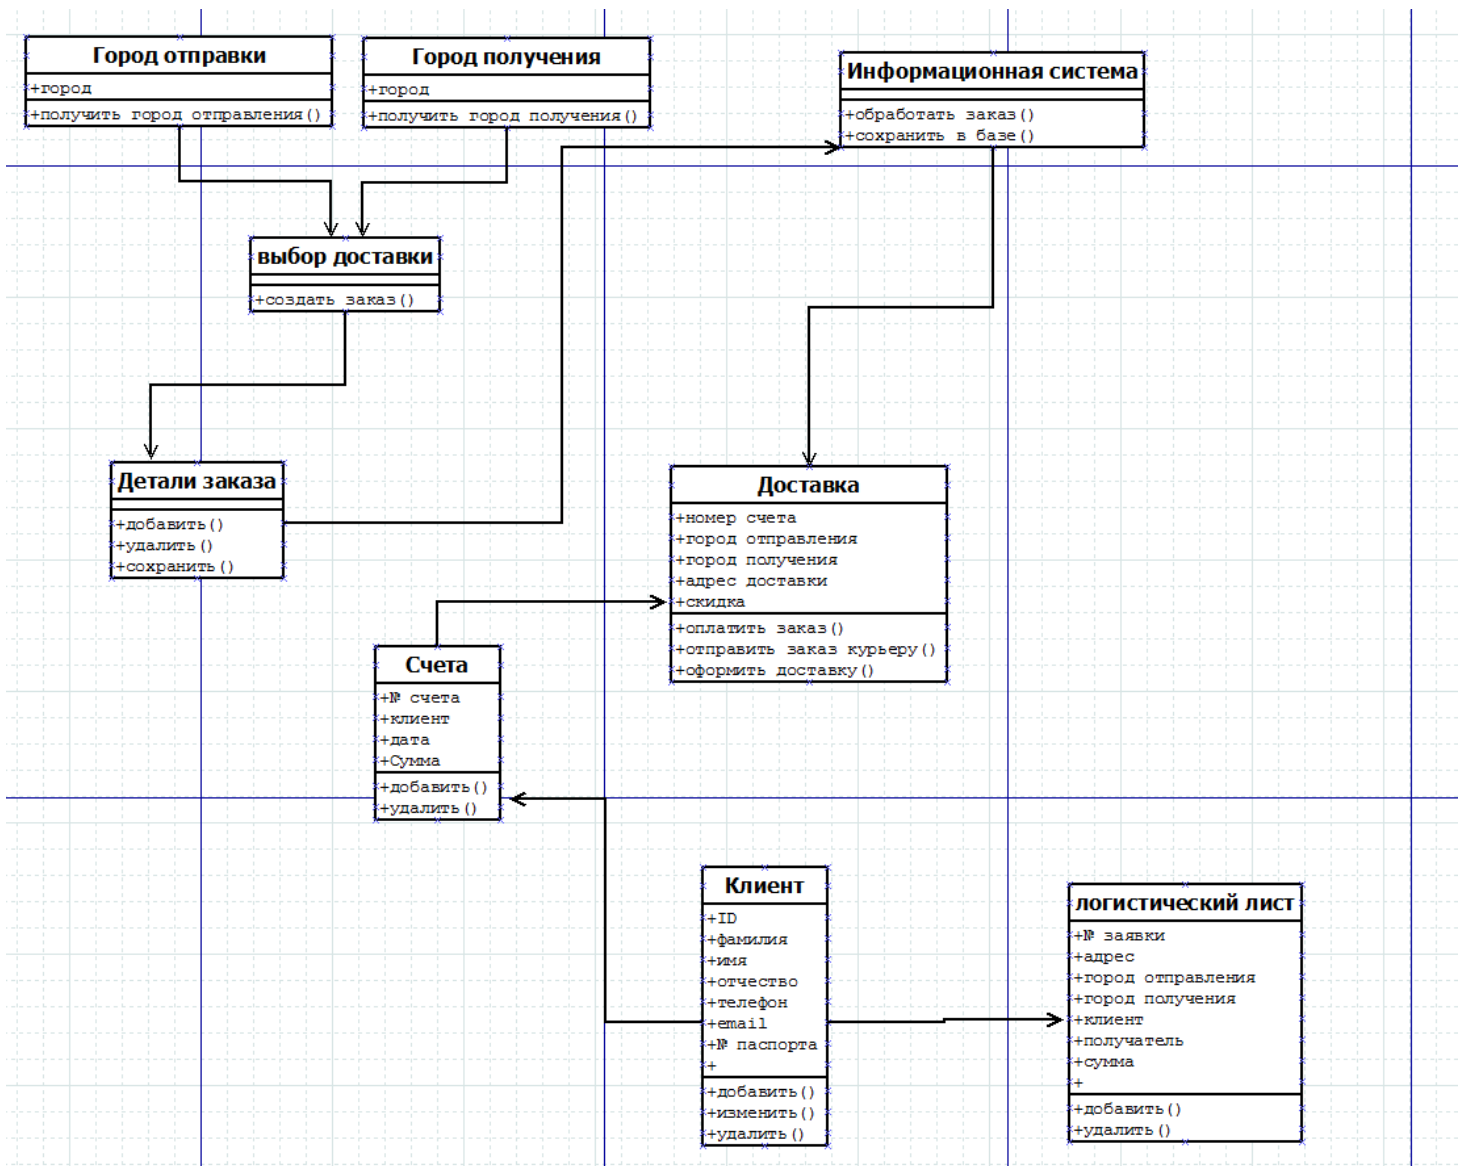 Город отправки
+город
+получить город отправления()
Город получения
+город
+получить город получения()
Информационная система
+обработать заказ()
+сохранить в базе()
выбор доставки
+создать заказ()
Детали заказа
+добавить()
+удалить()
+сохранить()
Доставка
+номер счета
+город отправления
+город получения
+адрес доставки
+скидка
+оплатить заказ()
+отправить заказ курьеру()
+оформить доставку()
Счета
+№ счета
+клиент
+дата
+Сумма
+добавить()
+удалить()
Клиент
+ID
+фамилия
+имя
+отчество
+телефон
+email
+№ паспорта
+
+добавить()
+изменить()
+удалить()
логистический лист
+№ заявки
+адрес
+город отправления
+город получения
+клиент
+получатель
+сумма
+
+добавить()
+удалить()